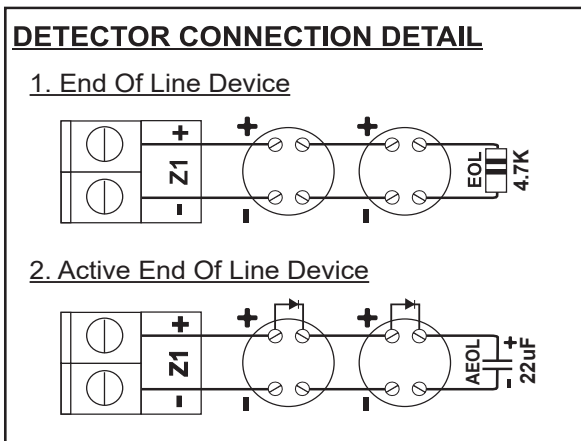 DETECTOR CONNECTION DETAIL
1. End Of Line Device
+ + +
Z1
- - -
EOL
4.7K
2. Active End Of Line Device
+ + +
Z1
- - -
AEOL
+ -
22uF